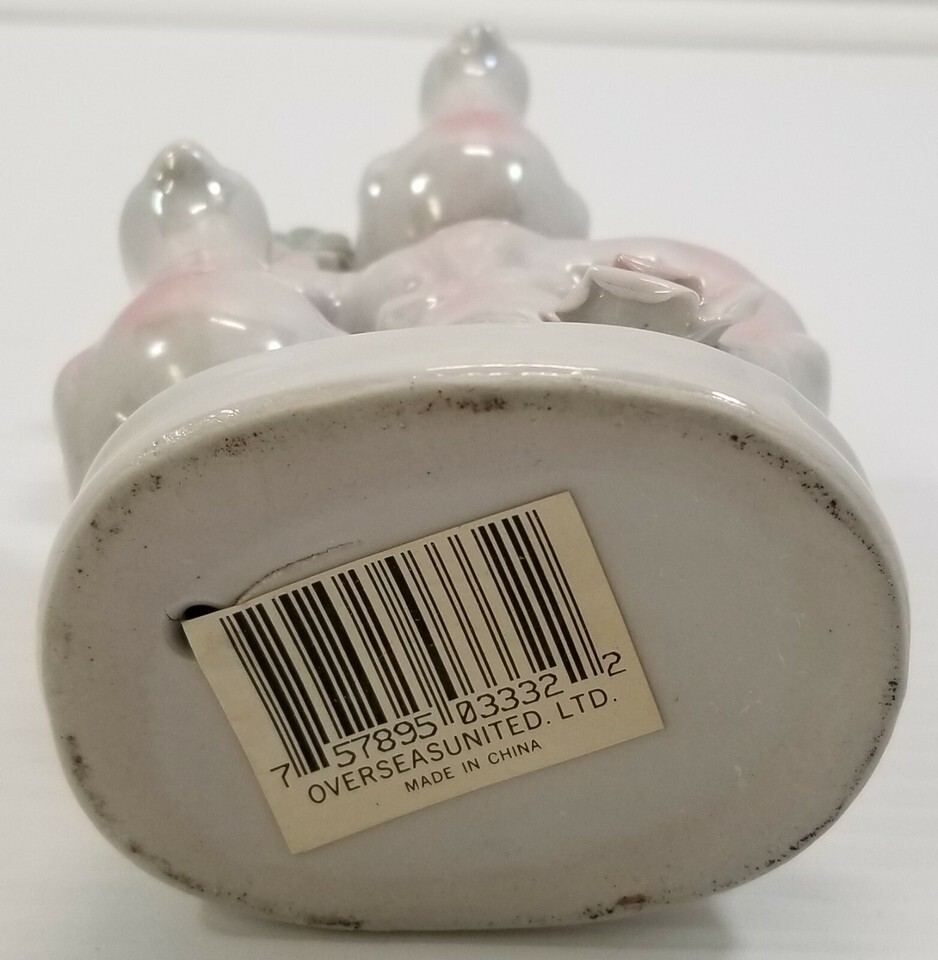 7 57895 03332 2
OVERSEASUNITED. LTD.
MADE IN CHINA